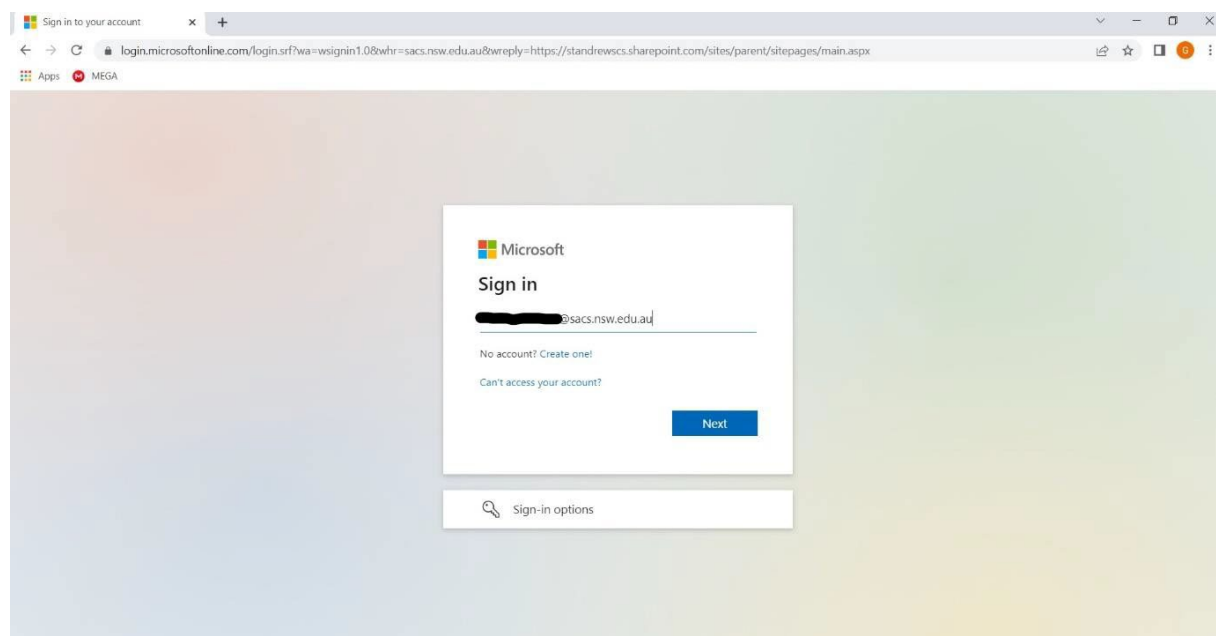 Sign in to your account
login.microsoftonline.com/login.srf?wa=wsignin1.0&whr=sacs.nsw.edu.au&wreply=https://standrewscs.sharepoint.com/sites/parent/sitepages/main.aspx
G
Apps MEGA
Microsoft
Sign in
@sacs.nsw.edu.au
No account? Create one!
Can't access your account?
Next
Sign-in options